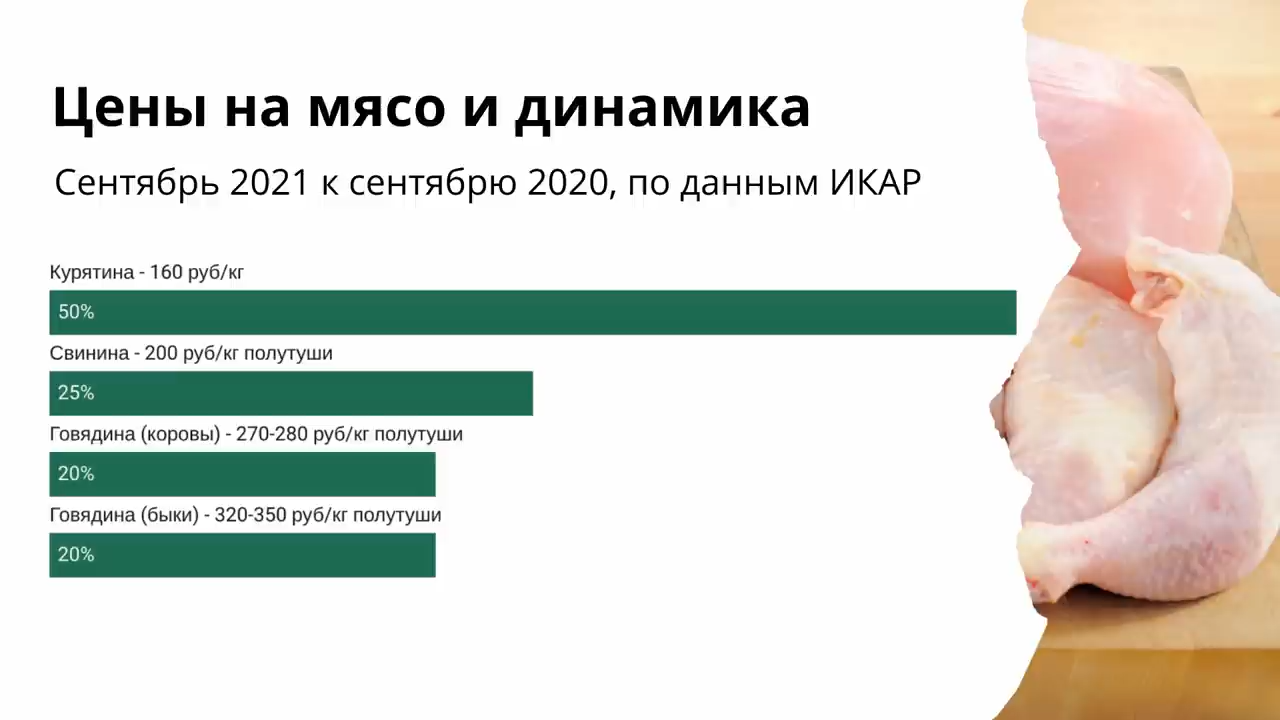 Цены на мясо и динамика
Сентябрь 2021 к сентябрю 2020, по данным ИКАР
Курятина - 160 руб/кг
50%
Свинина - 200 руб/кг полутуши
25%
Говядина (коровы) - 270-280 руб/кг полутуши
20%
Говядина (быки) - 320-350 руб/кг полутуши
20%